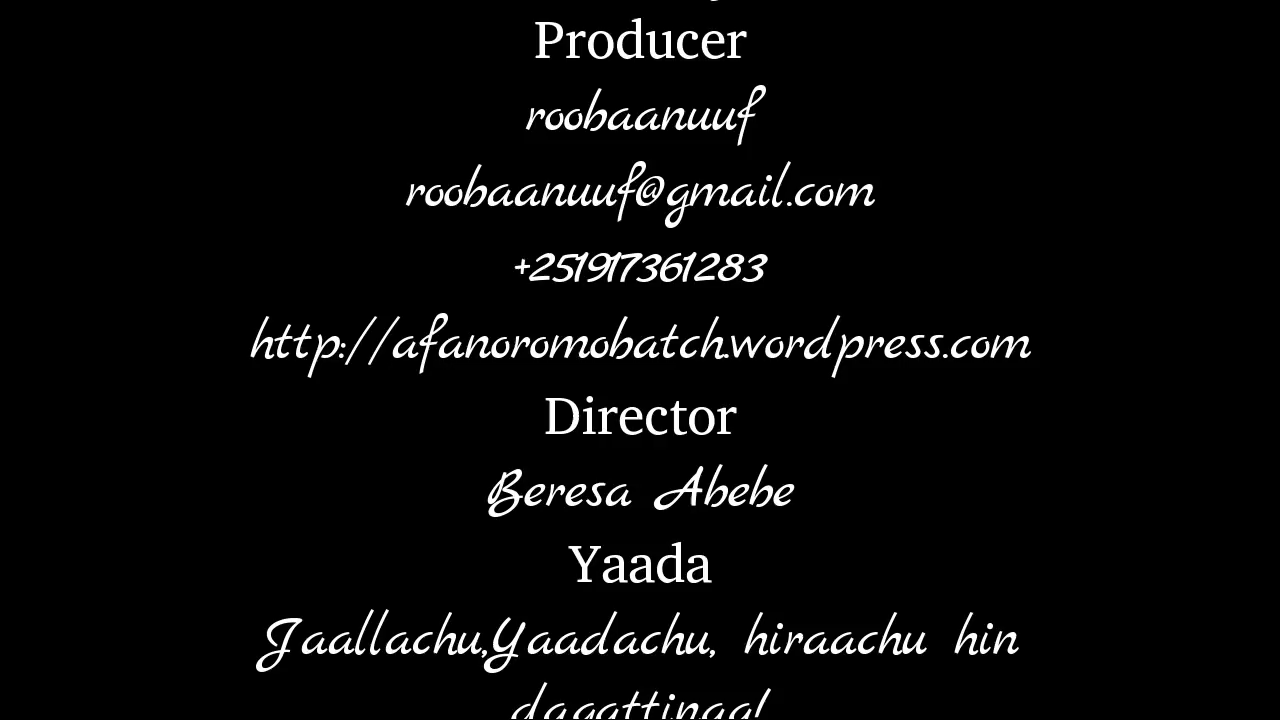 Producer
roobaanuuf
roobaanuuf@gmail.com
+251917361283
http://afanoromobatch.wordpress.com
Director
Beresa Abebe
Yaada
Jaallachu,Yaadachu, hiraachu hin